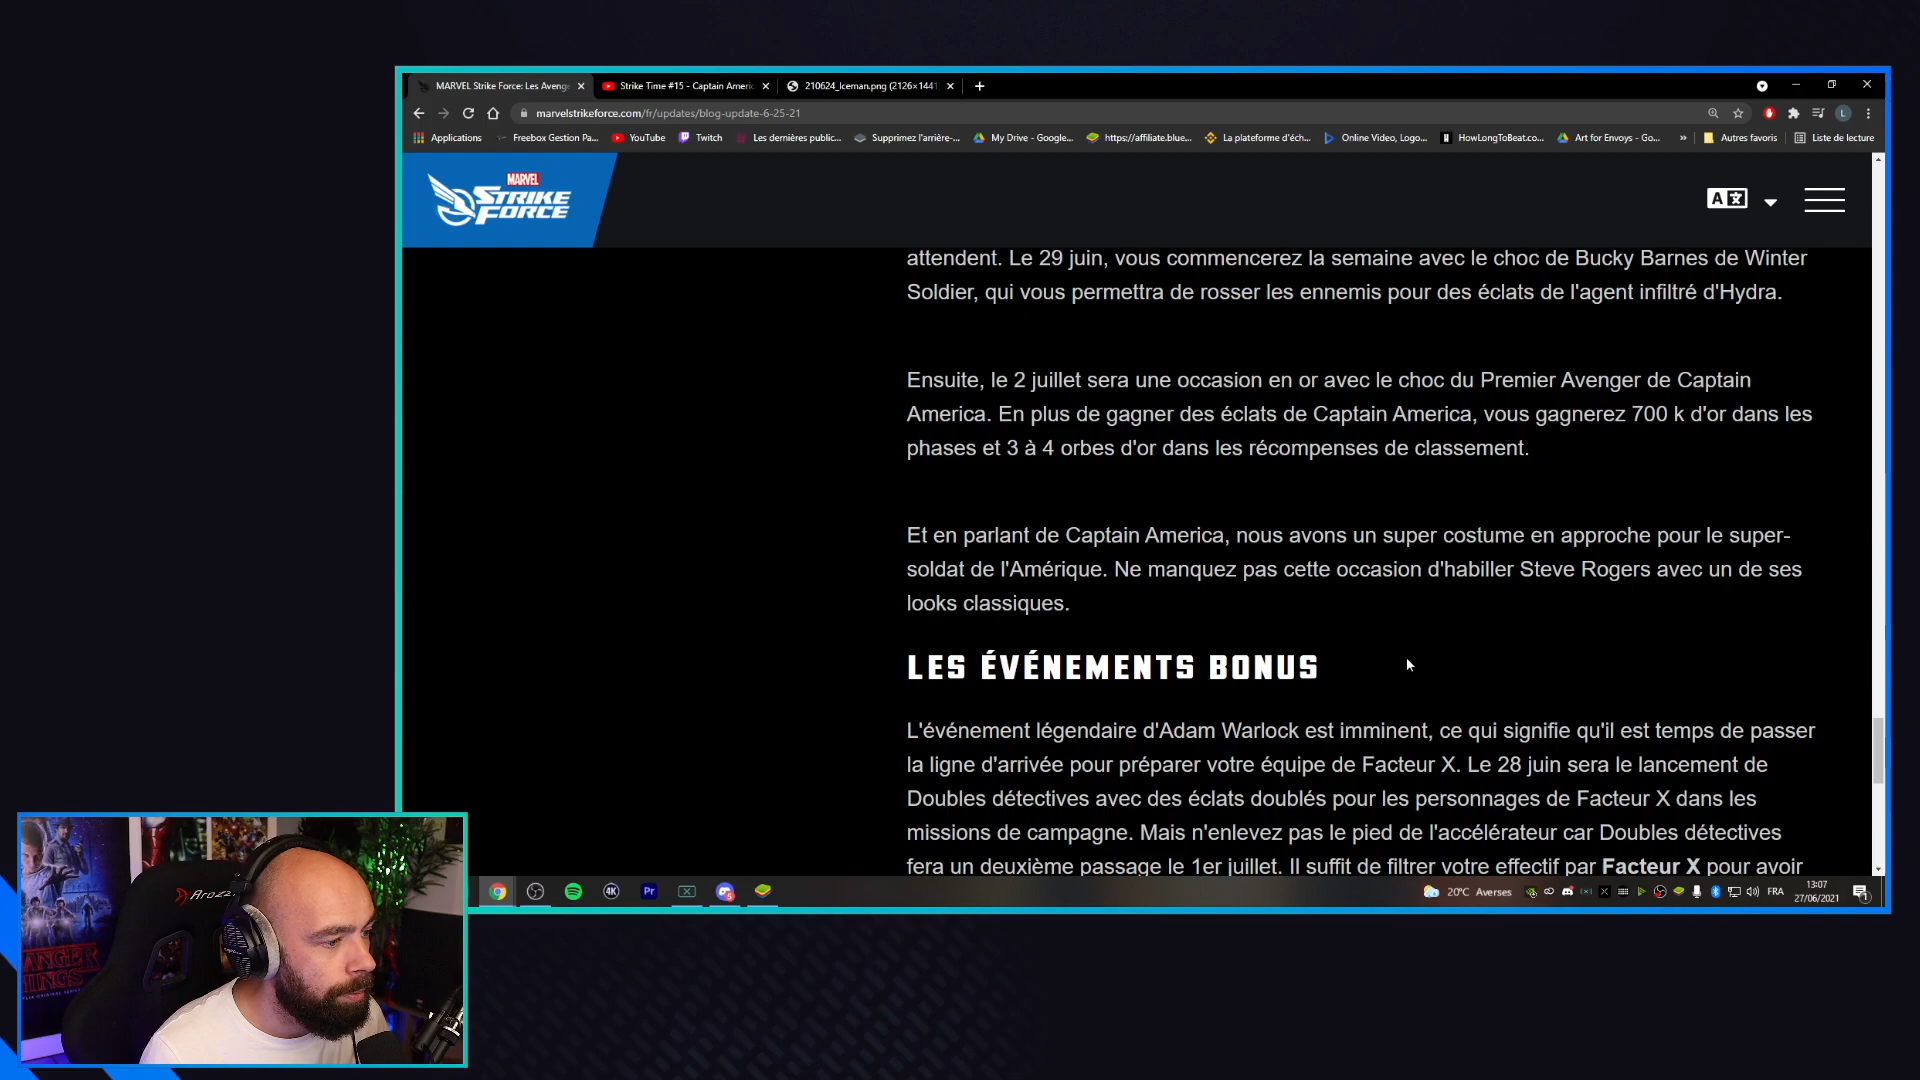 MARVEL Strike Force: Les Aveng
Strike Time #15 - Captain Americ
210624_Iceman.png (2126×1441
marvelstrikeforce.com/fr/updates/blog-update-6-25-21
Applications
Freebox Gestion Pa...
YouTube
Twitch
Les dernières public...
Supprimez l'arrière-...
My Drive - Google...
https://affiliate.blue...
La plateforme d'éch...
Online Video, Logo...
HowLongToBeat.co...
Art for Envoys - Go...
»
Autres favoris
Liste de lecture
MARVEL
STRIKE
FORCE
attendent. Le 29 juin, vous commencerez la semaine avec le choc de Bucky Barnes de Winter
Soldier, qui vous permettra de rosser les ennemis pour des éclats de l'agent infiltré d'Hydra.
Ensuite, le 2 juillet sera une occasion en or avec le choc du Premier Avenger de Captain
America. En plus de gagner des éclats de Captain America, vous gagnerez 700 k d'or dans les
phases et 3 à 4 orbes d'or dans les récompenses de classement.
Et en parlant de Captain America, nous avons un super costume en approche pour le super-
soldat de l'Amérique. Ne manquez pas cette occasion d'habiller Steve Rogers avec un de ses
looks classiques.
LES ÉVÉNEMENTS BONUS
L'événement légendaire d'Adam Warlock est imminent, ce qui signifie qu'il est temps de passer
la ligne d'arrivée pour préparer votre équipe de Facteur X. Le 28 juin sera le lancement de
Doubles détectives avec des éclats doublés pour les personnages de Facteur X dans les
missions de campagne. Mais n'enlevez pas le pied de l'accélérateur car Doubles détectives
fera un deuxième passage le 1er juillet. Il suffit de filtrer votre effectif par Facteur X pour avoir
4K
Pr
20°C Averses
FRA
13:07
27/06/2021
Arozz
ANGER
HINGS